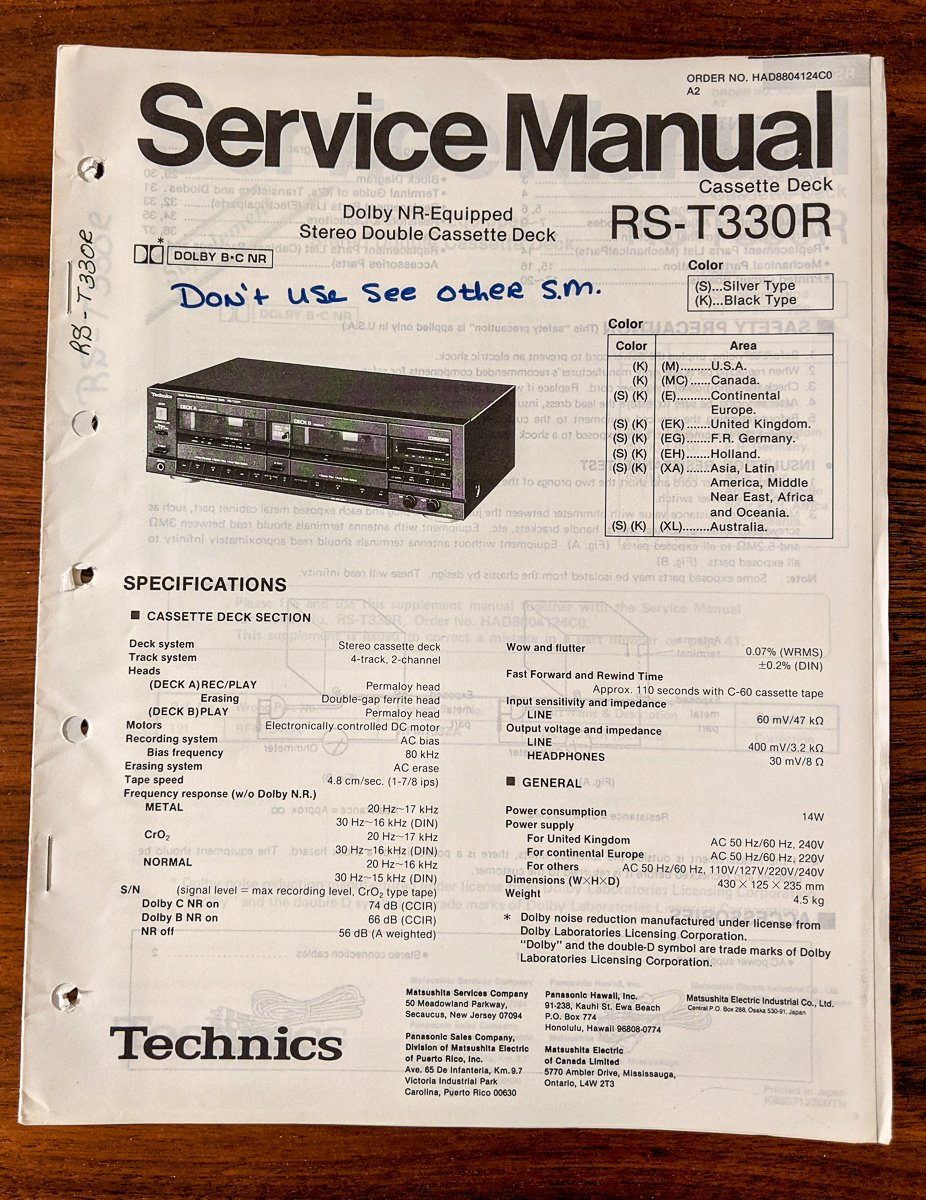 ORDER NO. HAD8804124C0
A2
Service Manual
Cassette Deck
Dolby NR-Equipped
Stereo Double Cassette Deck
RS-T330R
*
DOLBY B•C NR
Don't use see other S.M.
RS-T330R
Color
(S)...Silver Type
(K)...Black Type
Color
Color Area
(K) (M).........U.S.A.
(K) (MC) ......Canada.
(S) (K) (E)..........Continental
Europe.
(S) (K) (EK).......United Kingdom.
(S) (K) (EG).......F.R. Germany.
(S) (K) (EH).......Holland.
(S) (K) (XA).......Asia, Latin
America, Middle
Near East, Africa
and Oceania.
(S) (K) (XL)........Australia.
Technics
DECK A
DECK B
SPECIFICATIONS
■ CASSETTE DECK SECTION
Deck system Stereo cassette deck
Track system 4-track, 2-channel
Heads
(DECK A) REC/PLAY Permaloy head
Erasing Double-gap ferrite head
(DECK B) PLAY Permaloy head
Motors Electronically controlled DC motor
Recording system AC bias
Bias frequency 80 kHz
Erasing system AC erase
Tape speed 4.8 cm/sec. (1-7/8 ips)
Frequency response (w/o Dolby N.R.)
METAL 20 Hz~17 kHz
30 Hz~16 kHz (DIN)
CrO₂ 20 Hz~17 kHz
30 Hz~16 kHz (DIN)
NORMAL 20 Hz~16 kHz
30 Hz~15 kHz (DIN)
S/N (signal level = max recording level, CrO₂ type tape)
Dolby C NR on 74 dB (CCIR)
Dolby B NR on 66 dB (CCIR)
NR off 56 dB (A weighted)
Wow and flutter 0.07% (WRMS)
±0.2% (DIN)
Fast Forward and Rewind Time
Approx. 110 seconds with C-60 cassette tape
Input sensitivity and impedance
LINE 60 mV/47 kΩ
Output voltage and impedance
LINE 400 mV/3.2 kΩ
HEADPHONES 30 mV/8 Ω
■ GENERAL
Power consumption 14W
Power supply
For United Kingdom AC 50 Hz/60 Hz, 240V
For continental Europe AC 50 Hz/60 Hz, 220V
For others AC 50 Hz/60 Hz, 110V/127V/220V/240V
Dimensions (W×H×D) 430 × 125 × 235 mm
Weight 4.5 kg
* Dolby noise reduction manufactured under license from
Dolby Laboratories Licensing Corporation.
"Dolby" and the double-D symbol are trade marks of Dolby
Laboratories Licensing Corporation.
Technics
Matsushita Services Company
50 Meadowland Parkway,
Secaucus, New Jersey 07094
Panasonic Sales Company,
Division of Matsushita Electric
of Puerto Rico, Inc.
Ave. 65 De Infanteria, Km. 9.7
Victoria Industrial Park
Carolina, Puerto Rico 00630
Panasonic Hawaii, Inc.
91-238, Kauhi St. Ewa Beach
P.O. Box 774
Honolulu, Hawaii 96808-0774
Matsushita Electric
of Canada Limited
5770 Ambler Drive, Mississauga,
Ontario, L4W 2T3
Matsushita Electric Industrial Co., Ltd.
Central P.O. Box 288, Osaka 530-91, Japan